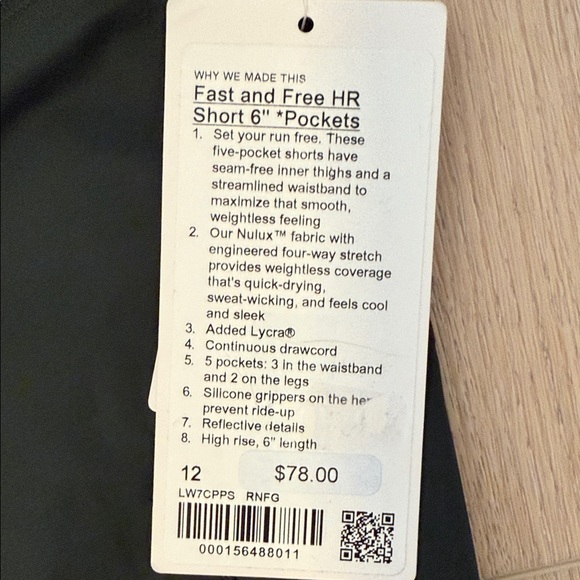 WHY WE MADE THIS
Fast and Free HR
Short 6" *Pockets
1. Set your run free. These
five-pocket shorts have
seam-free inner thighs and a
streamlined waistband to
maximize that smooth,
weightless feeling
2. Our Nulux™ fabric with
engineered four-way stretch
provides weightless coverage
that's quick-drying,
sweat-wicking, and feels cool
and sleek
3. Added Lycra®
4. Continuous drawcord
5. 5 pockets: 3 in the waistband
and 2 on the legs
6. Silicone grippers on the
prevent ride-up
7. Reflective details
8. High rise, 6" length
12 $78.00
LW7CPPS RNFG
000156488011